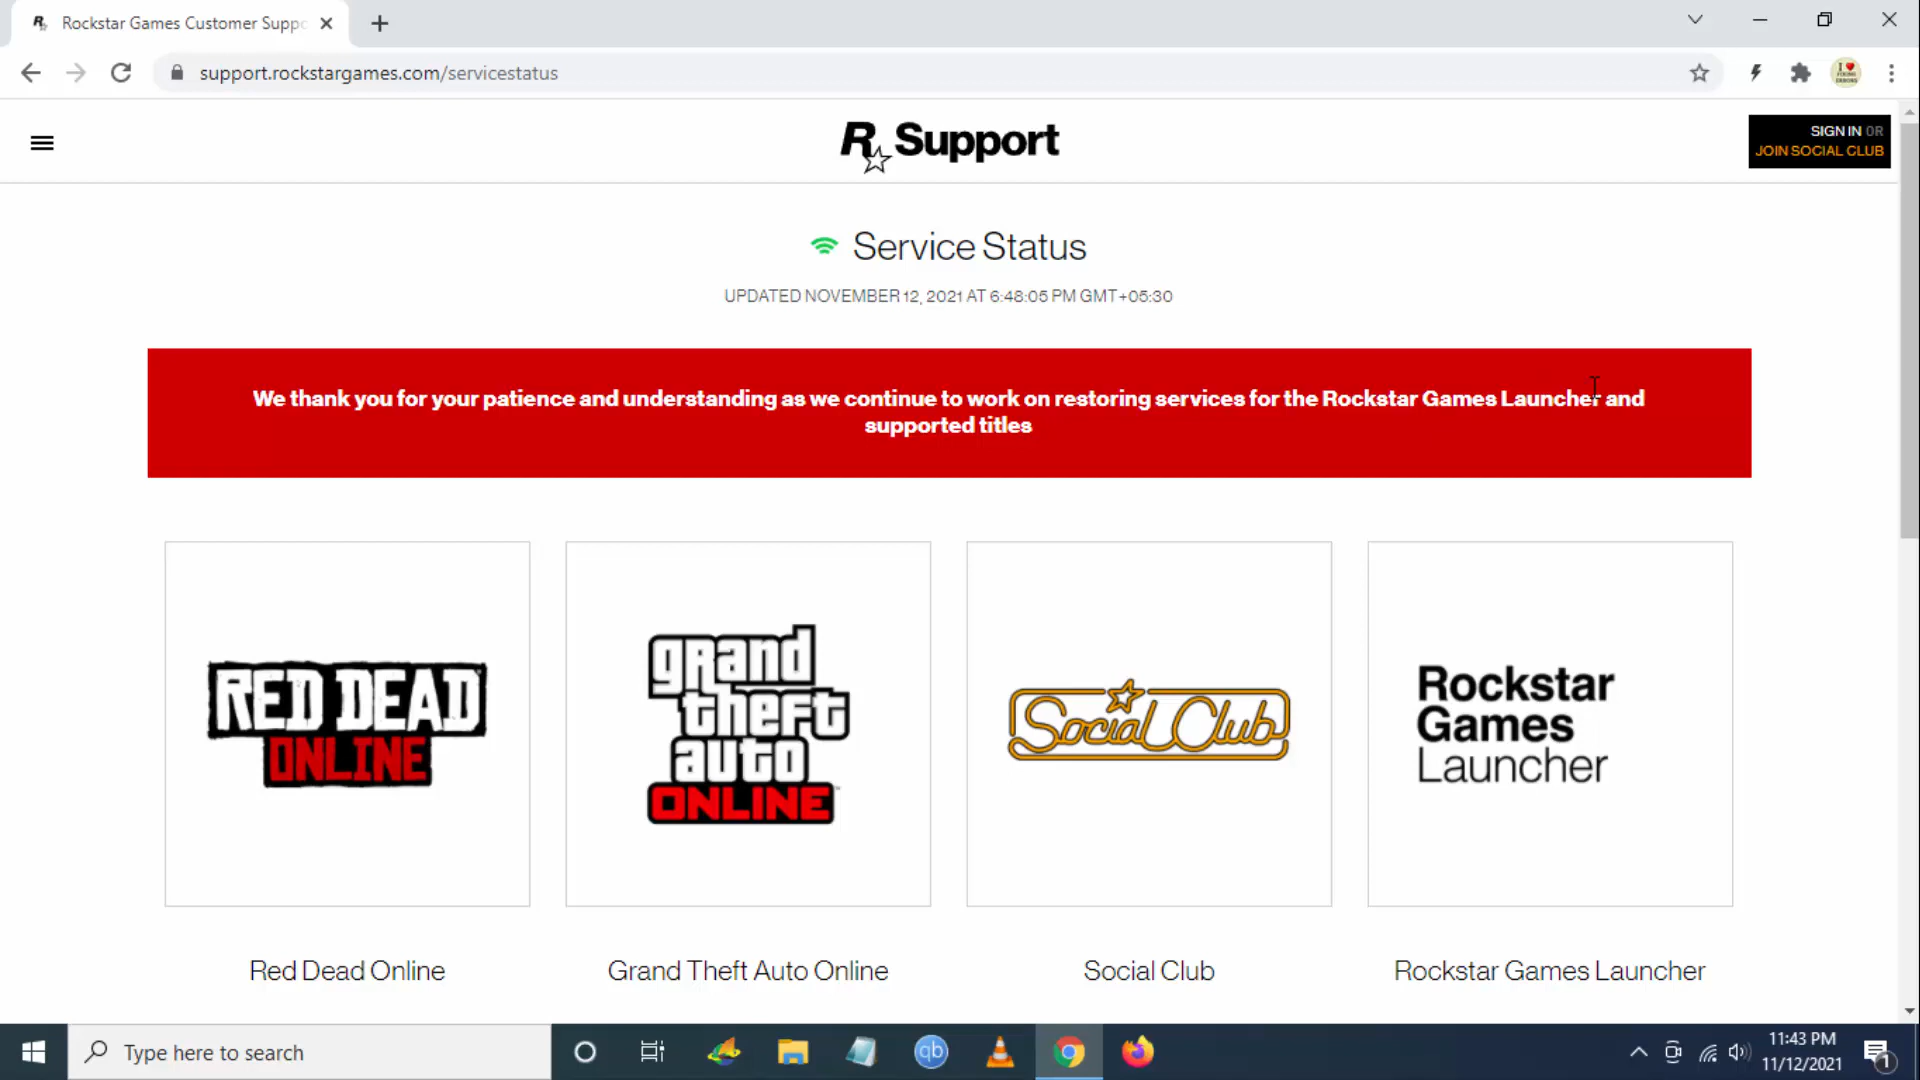 Rockstar Games Customer Suppo
support.rockstargames.com/servicestatus
R Support
SIGN IN OR
JOIN SOCIAL CLUB
Service Status
UPDATED NOVEMBER 12, 2021 AT 6:48:05 PM GMT+05:30
We thank you for your patience and understanding as we continue to work on restoring services for the Rockstar Games Launcher and
supported titles
RED DEAD
ONLINE
grand
theft
auto
ONLINE
Social Club
Rockstar
Games
Launcher
Red Dead Online
Grand Theft Auto Online
Social Club
Rockstar Games Launcher
Type here to search
qb
11:43 PM
11/12/2021
1